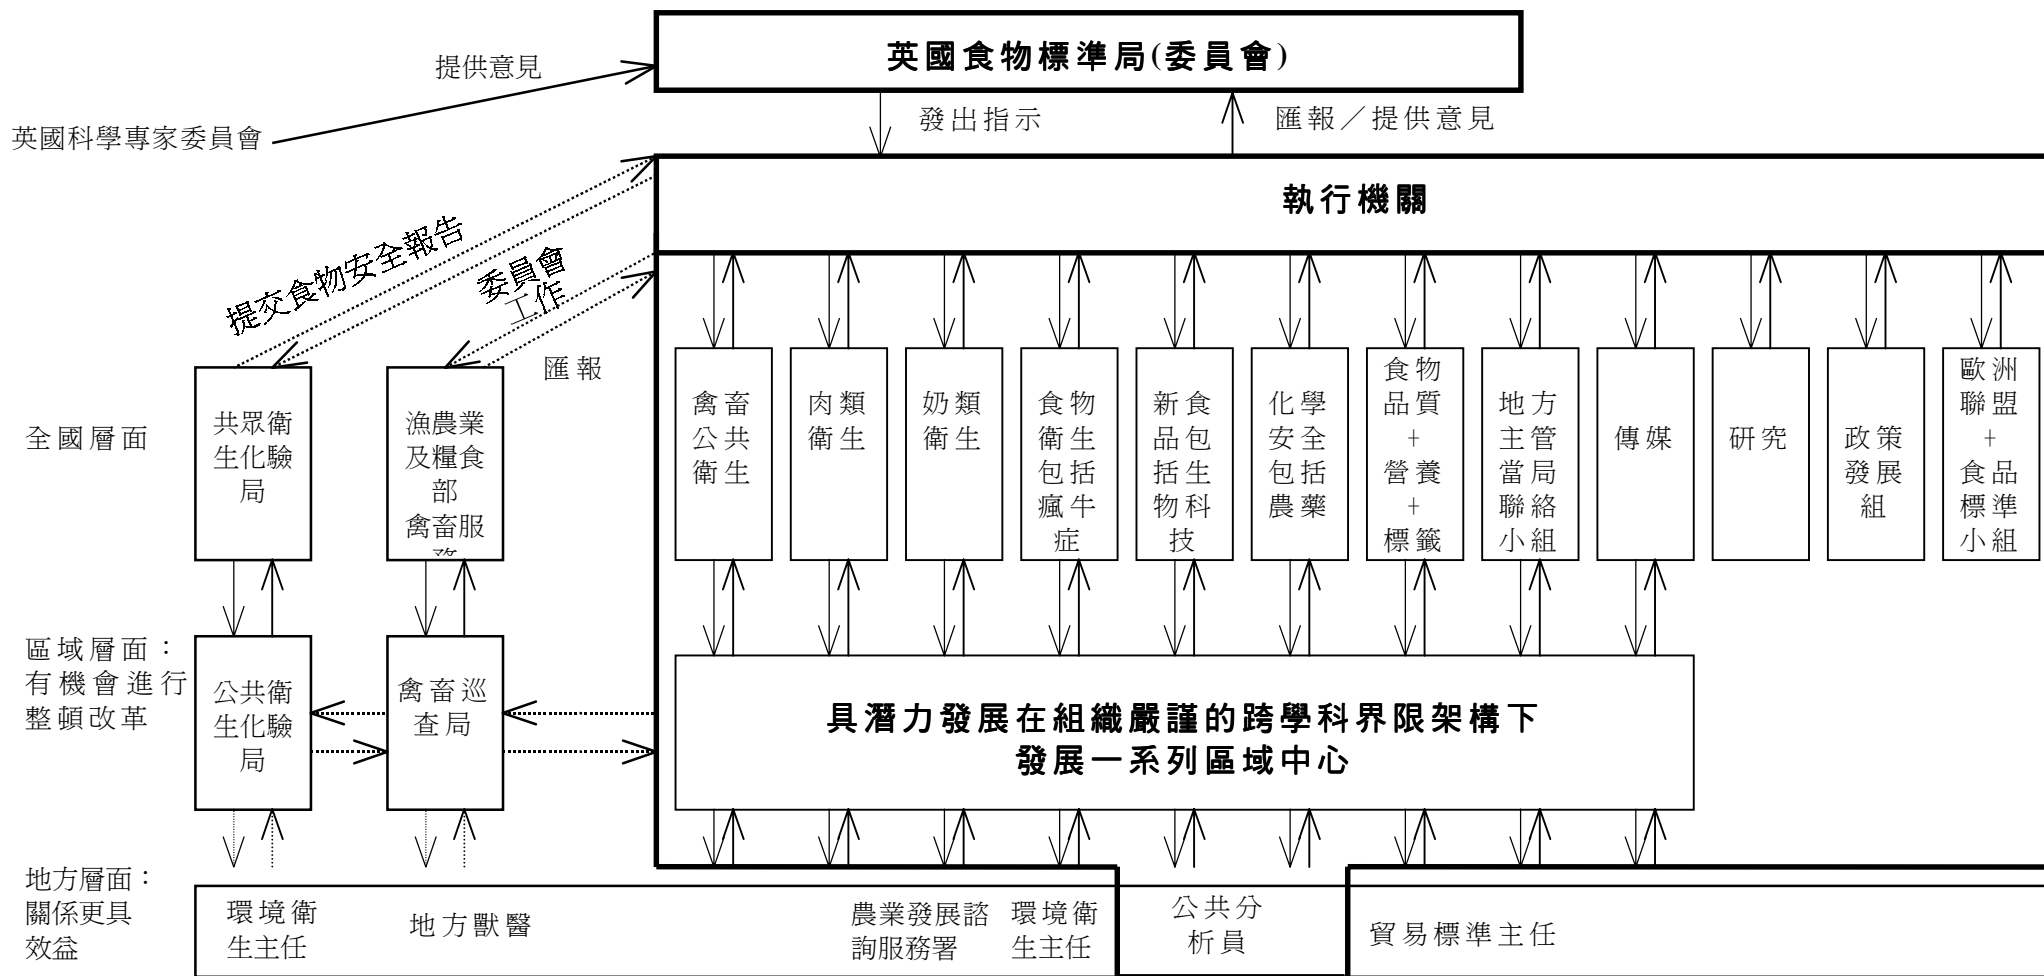 英國食物標準局(委員會)
提供意見
英國科學專家委員會
發出指示
匯報／提供意見
執行機關
提交食物安全報告
委員會
工作
匯報
全國層面
共眾衛
生化驗
局
漁農業
及糧食
部
禽畜服
務
禽畜
公共
衛生
肉類
衛生
奶類
衛生
食物
衛生
包括
瘋牛
症
新食
品包
括生
物科
技
化學
安全
包括
農藥
食物
品質
+
營養
+
標籤
地方
主管
當局
聯絡
小組
傳媒
研究
政策
發展
組
歐洲
聯盟
+
食品
標準
小組
區域層面：
有機會進行
整頓改革
公共衛
生化驗
局
禽畜巡
查局
具潛力發展在組織嚴謹的跨學科界限架構下
發展一系列區域中心
地方層面：
關係更具
效益
環境衛
生主任
地方獸醫
農業發展諮
詢服務署
環境衛
生主任
公共分
析員
貿易標準主任